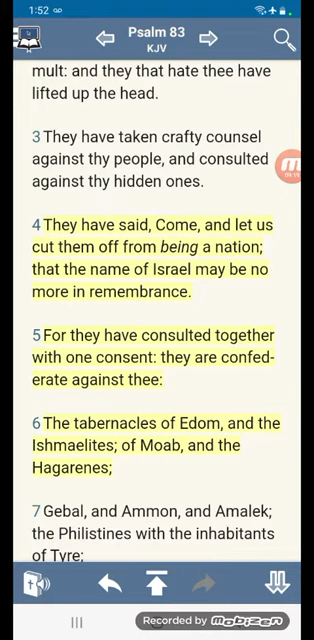 1:52
Psalm 83
KJV
mult: and they that hate thee have
lifted up the head.
3 They have taken crafty counsel
against thy people, and consulted
against thy hidden ones.
4 They have said, Come, and let us
cut them off from being a nation;
that the name of Israel may be no
more in remembrance.
5 For they have consulted together
with one consent: they are confed-
erate against thee:
6 The tabernacles of Edom, and the
Ishmaelites; of Moab, and the
Hagarenes;
7 Gebal, and Ammon, and Amalek;
the Philistines with the inhabitants
of Tyre;
Recorded by mobizen